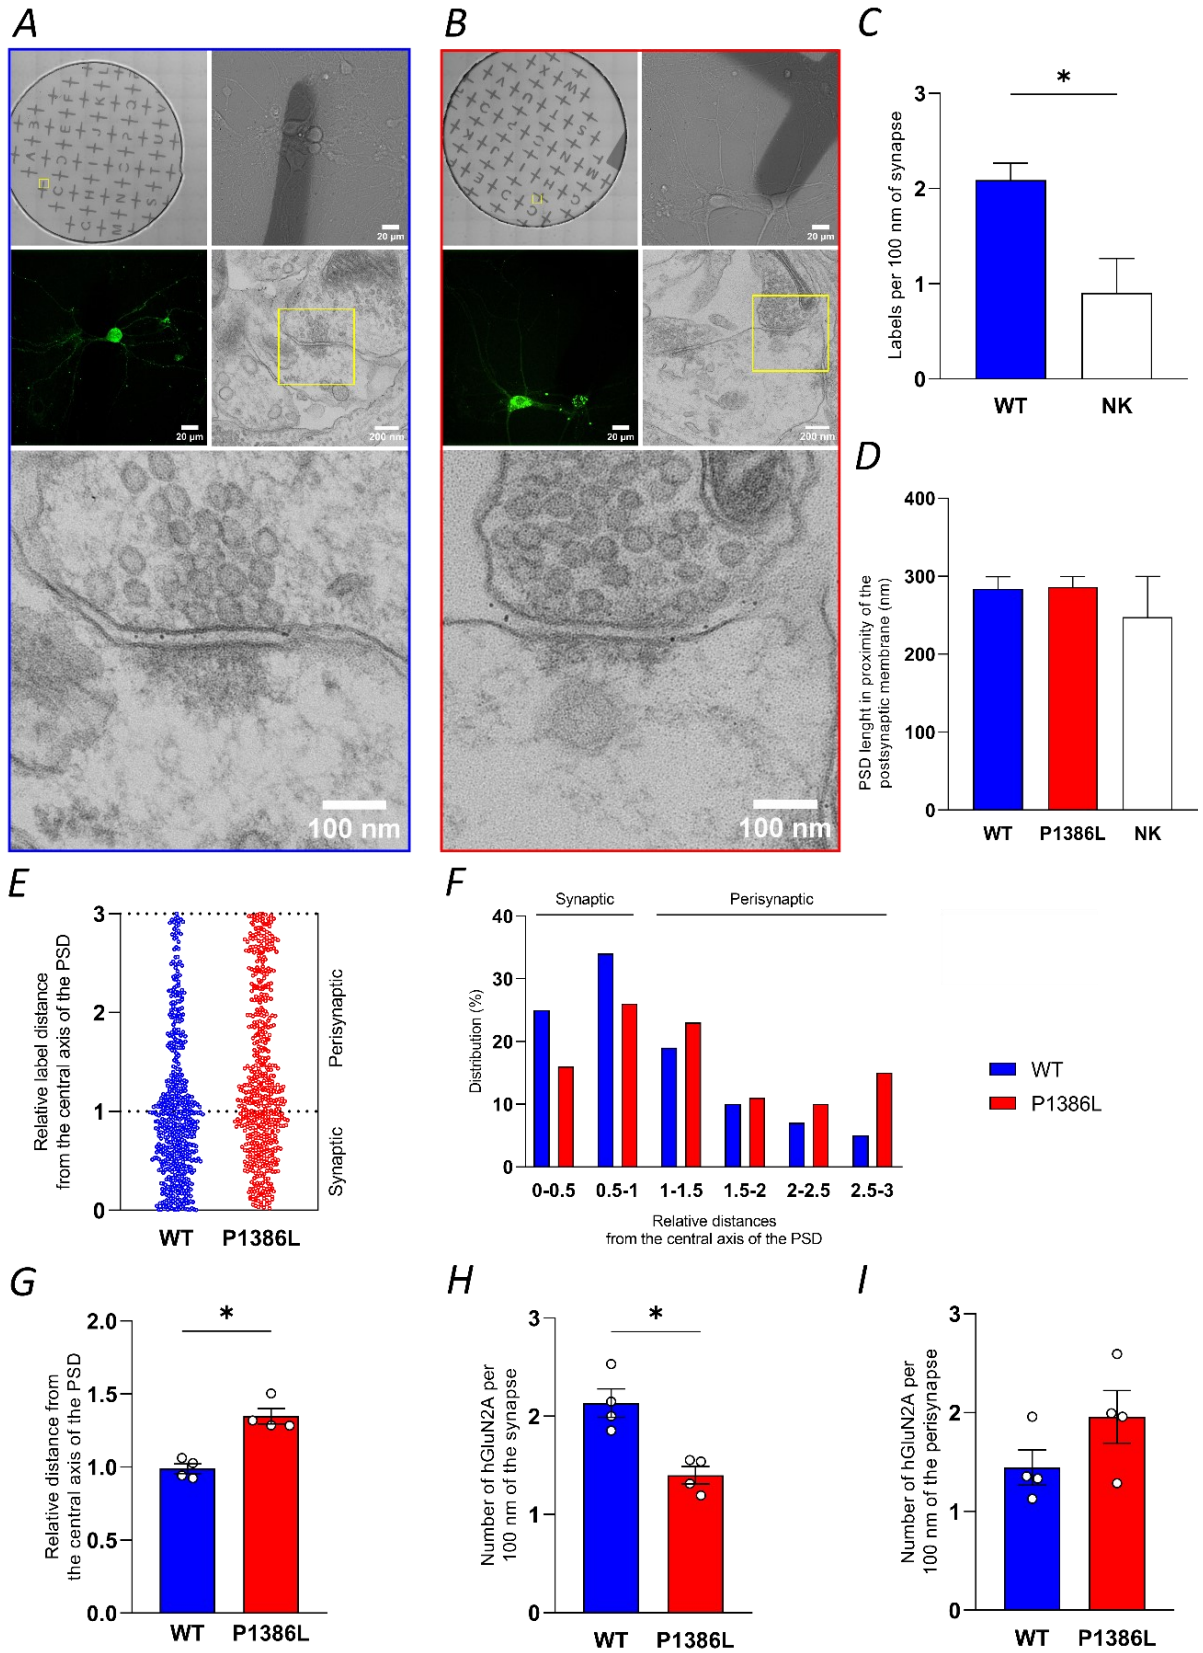 A
B
C
20 µm
20 µm
20 µm
200 nm
20 µm
200 nm
100 nm
100 nm
Labels per 100 nm of synapse
3
2
1
0
*
WT
NK
D
PSD lenght in proximity of the
postsynaptic membrane (nm)
400
300
200
100
0
WT
P1386L
NK
E
Relative label distance
from the central axis of the PSD
3
2
1
0
Perisynaptic
Synaptic
WT
P1386L
F
Synaptic
Perisynaptic
Distribution (%)
40
30
20
10
0
0-0.5
0.5-1
1-1.5
1.5-2
2-2.5
2.5-3
Relative distances
from the central axis of the PSD
WT
P1386L
G
Relative distance from
the central axis of the PSD
2.0
1.5
1.0
0.5
0.0
*
WT
P1386L
H
Number of hGluN2A per
100 nm of the synapse
3
2
1
0
*
WT
P1386L
I
Number of hGluN2A per
100 nm of the perisynapse
3
2
1
0
WT
P1386L